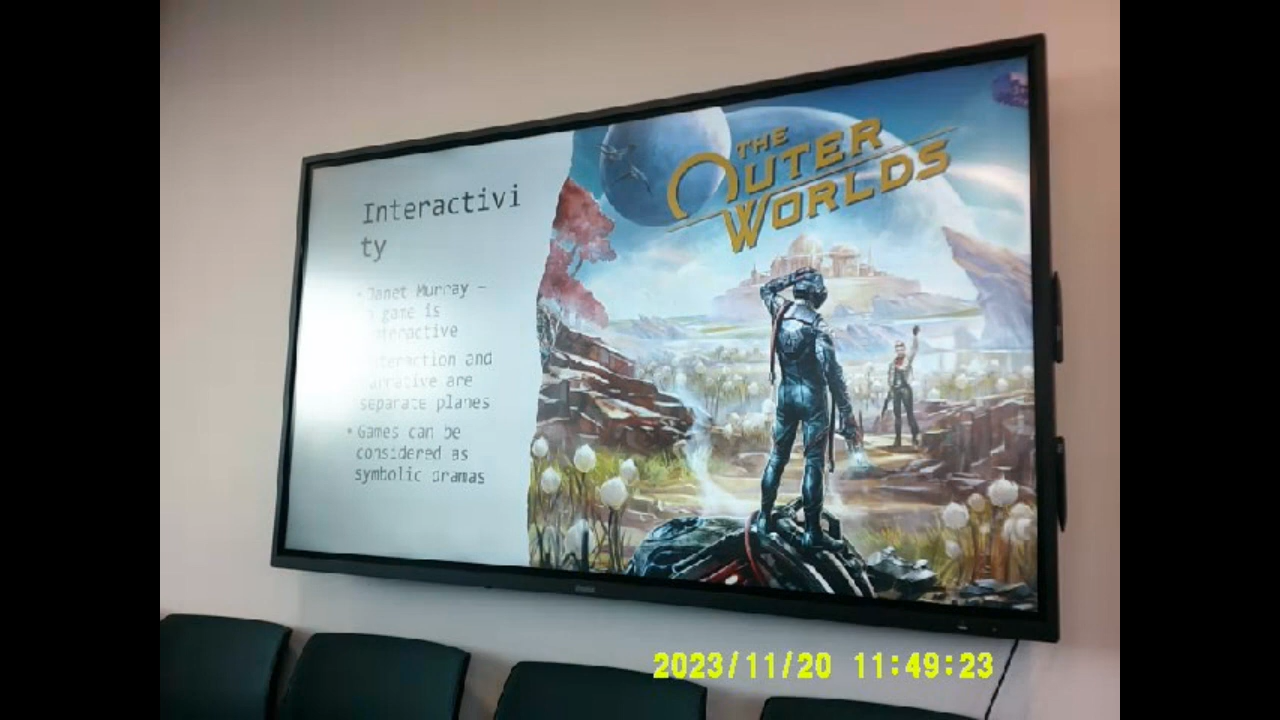 Interactivi
ty
THE
OUTER
WORLDS
• Janet Murray –
game is
interactive
Interaction and
narrative are
separate planes
• Games can be
considered as
symbolic dramas
2023/11/20 11:49:23